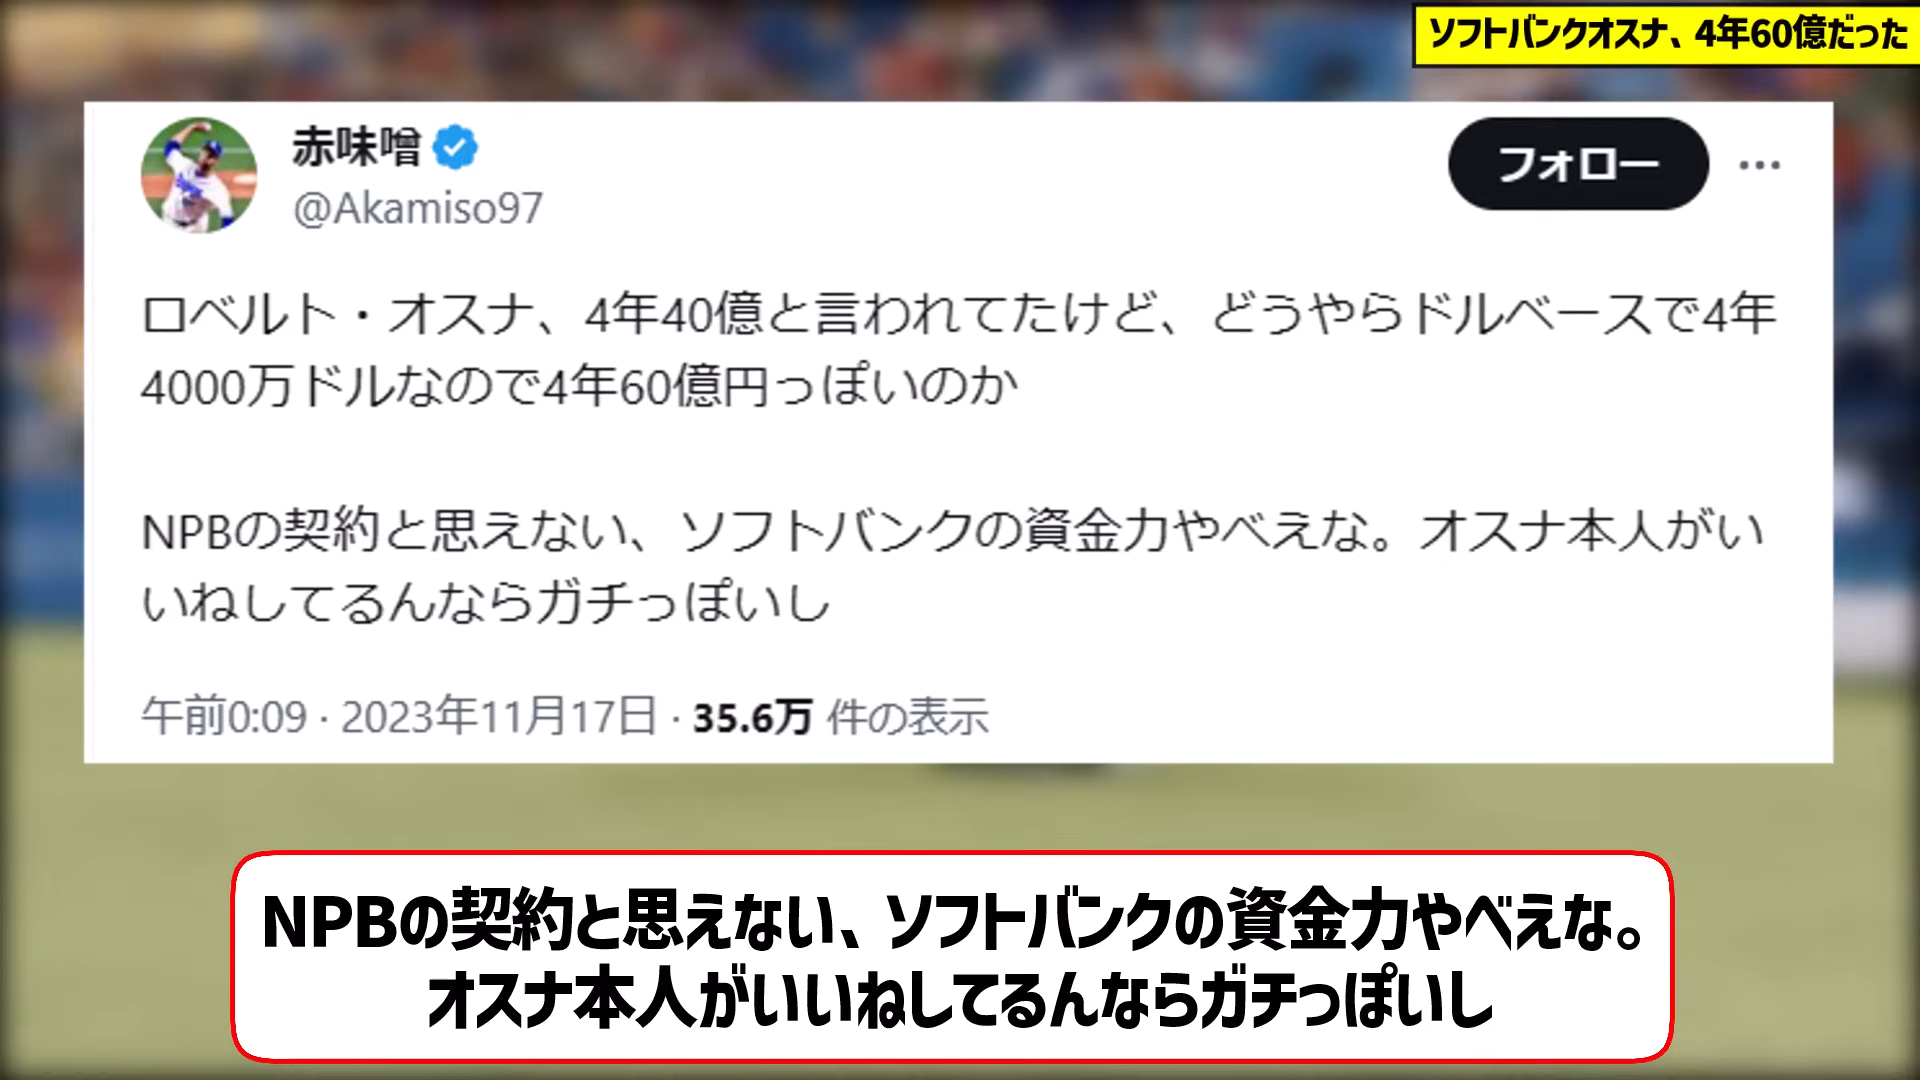 ソフトバンクオスナ、4年60億だった
赤味噌
@Akamiso97
フォロー
ロベルト・オスナ、4年40億と言われてたけど、どうやらドルベースで4年
4000万ドルなので4年60億円っぽいのか
NPBの契約と思えない、ソフトバンクの資金力やべえな。オスナ本人がい
いねしてるんならガチっぽいし
午前0:09 · 2023年11月17日 · 35.6万 件の表示
NPBの契約と思えない、ソフトバンクの資金力やべえな。
オスナ本人がいいねしてるんならガチっぽいし